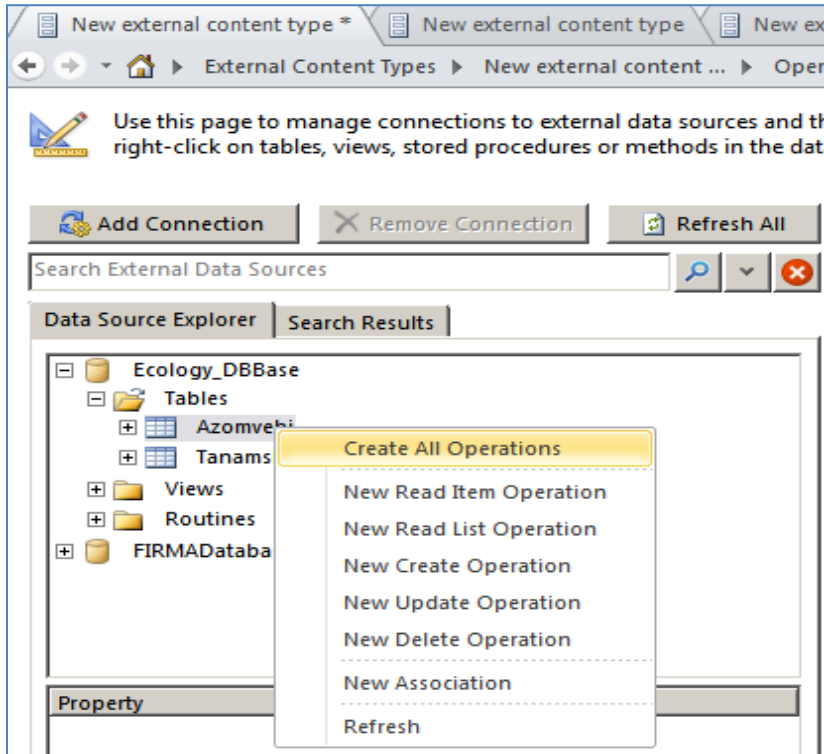 New external content type * New external content type New ex
External Content Types New external content ... Oper
Use this page to manage connections to external data sources and th
right-click on tables, views, stored procedures or methods in the dat
Add Connection Remove Connection Refresh All
Search External Data Sources
Data Source Explorer Search Results
Ecology_DBBase
Tables
Azomvebi
Tanams
Views
Routines
FIRMADataba
Create All Operations
New Read Item Operation
New Read List Operation
New Create Operation
New Update Operation
New Delete Operation
New Association
Refresh
Property